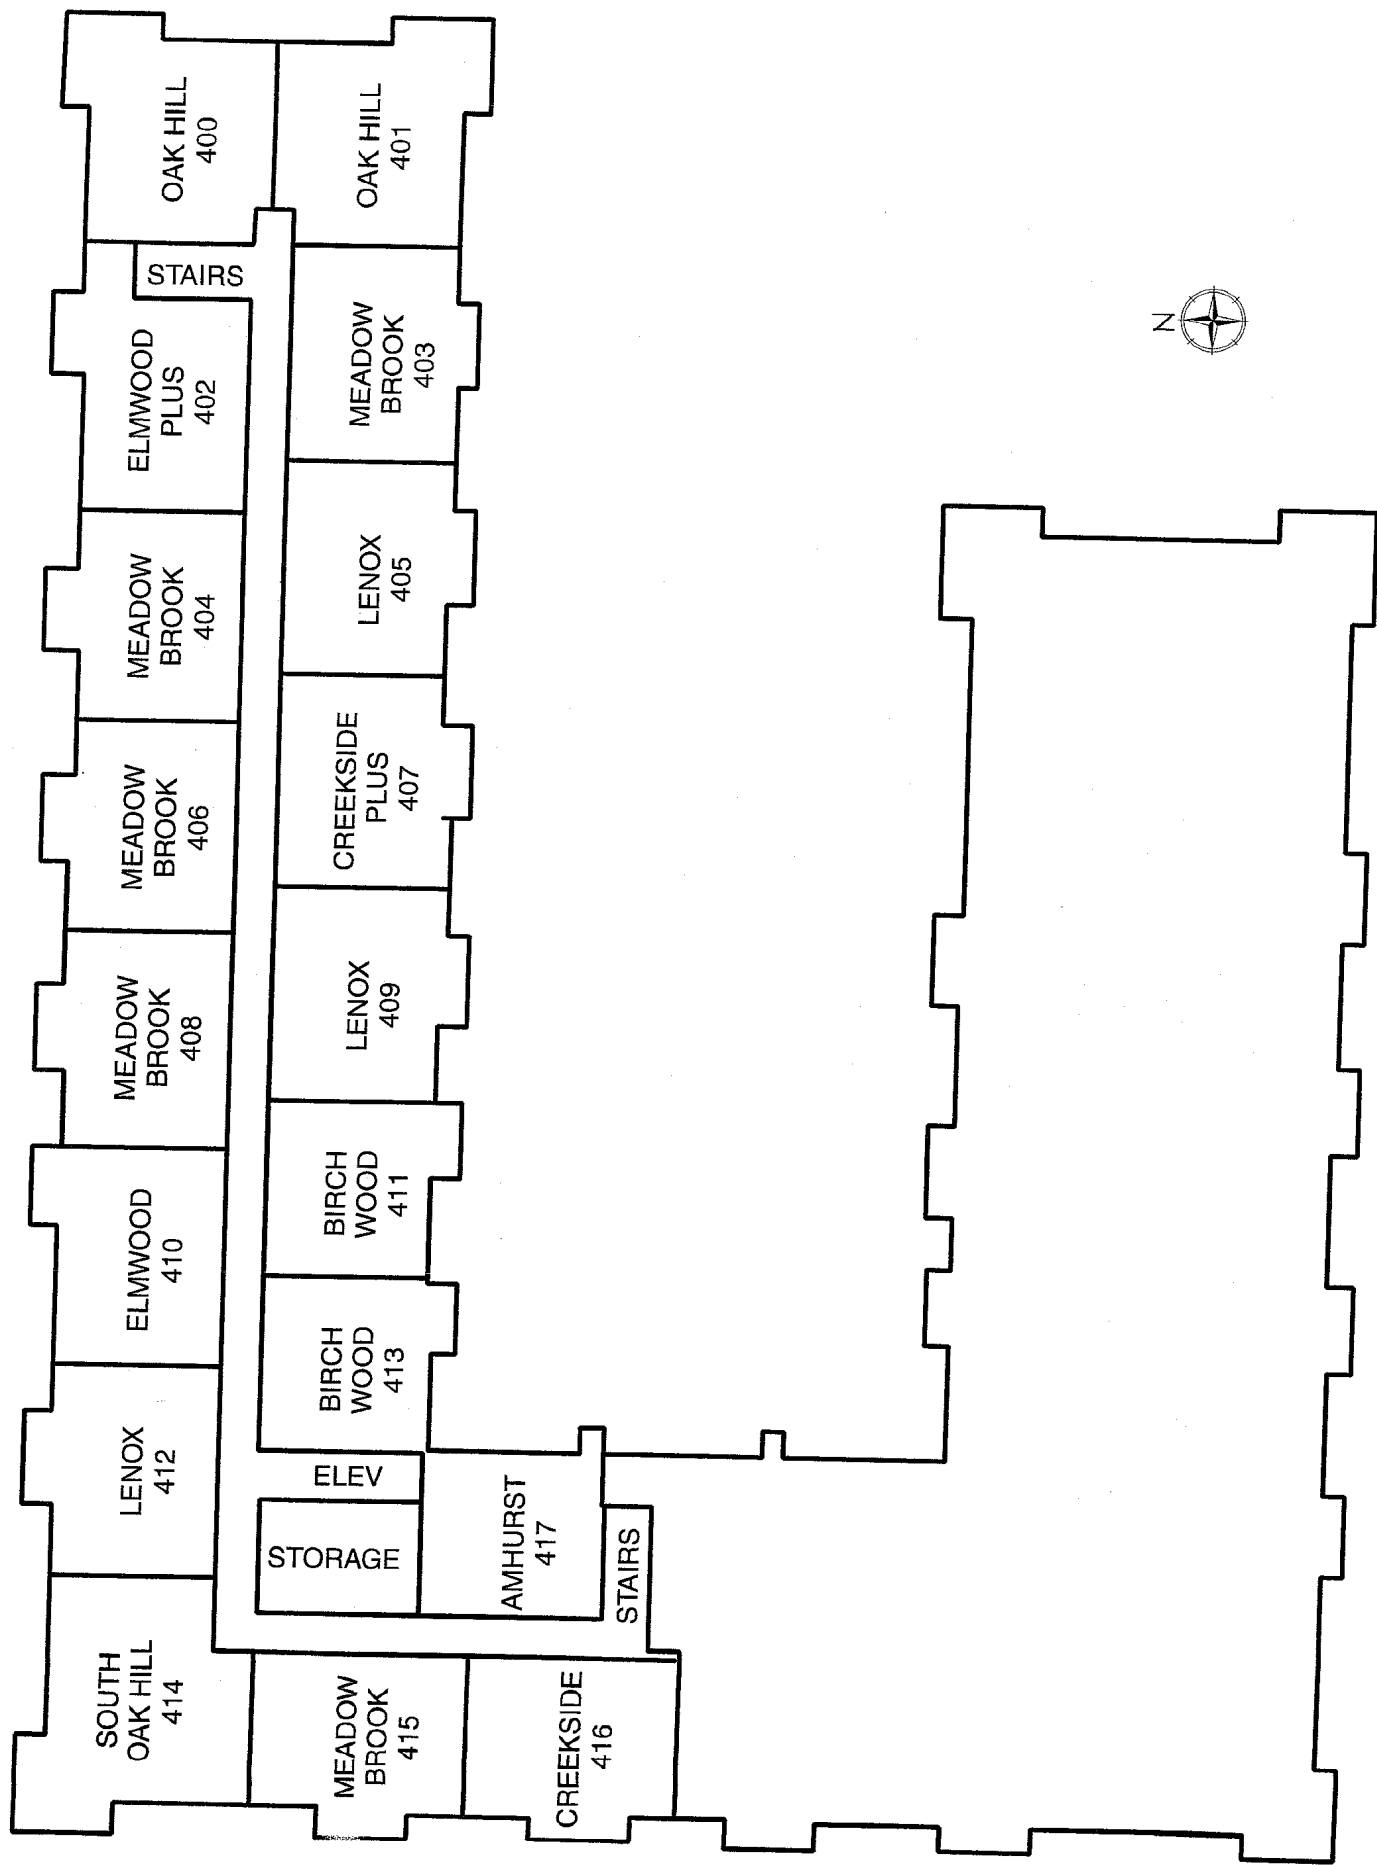 OAK HILL
400
OAK HILL
401
STAIRS
ELMWOOD
PLUS
402
MEADOW
BROOK
403
MEADOW
BROOK
404
LENOX
405
MEADOW
BROOK
406
CREEKSIDE
PLUS
407
MEADOW
BROOK
408
LENOX
409
ELMWOOD
410
BIRCH
WOOD
411
LENOX
412
BIRCH
WOOD
413
ELEV
STORAGE
AMHURST
417
STAIRS
SOUTH
OAK HILL
414
MEADOW
BROOK
415
CREEKSIDE
416
N